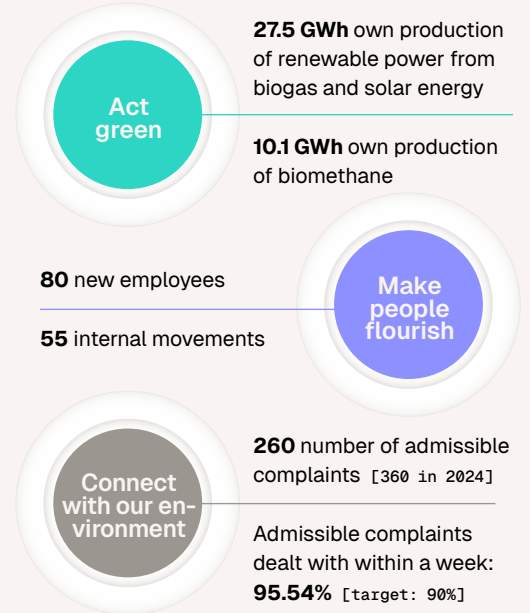 Act
green
27.5 GWh own production
of renewable power from
biogas and solar energy
10.1 GWh own production
of biomethane
80 new employees
55 internal movements
Make
people
flourish
Connect
with our en-
vironment
260 number of admissible
complaints [360 in 2024]
Admissible complaints
dealt with within a week:
95.54% [target: 90%]